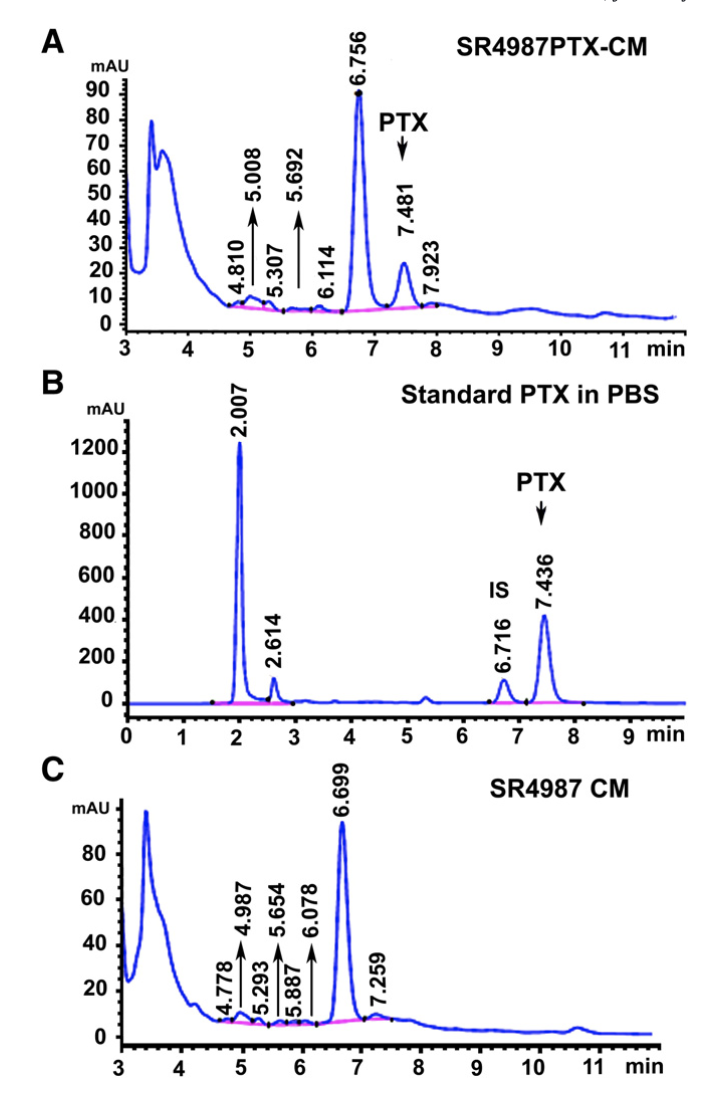 A
SR4987PTX-CM
mAU
90
80
70
60
50
40
30
20
10
0
4.810
5.008
5.307
5.692
6.114
6.756
PTX
7.481
7.923
3 4 5 6 7 8 9 10 11 min
B
Standard PTX in PBS
mAU
1200
1000
800
600
400
200
0
2.007
2.614
IS
6.716
PTX
7.436
0 1 2 3 4 5 6 7 8 9 min
C
SR4987 CM
mAU
80
60
40
20
0
4.778
4.987
5.293
5.654
5.887
6.078
6.699
7.259
3 4 5 6 7 8 9 10 11 min